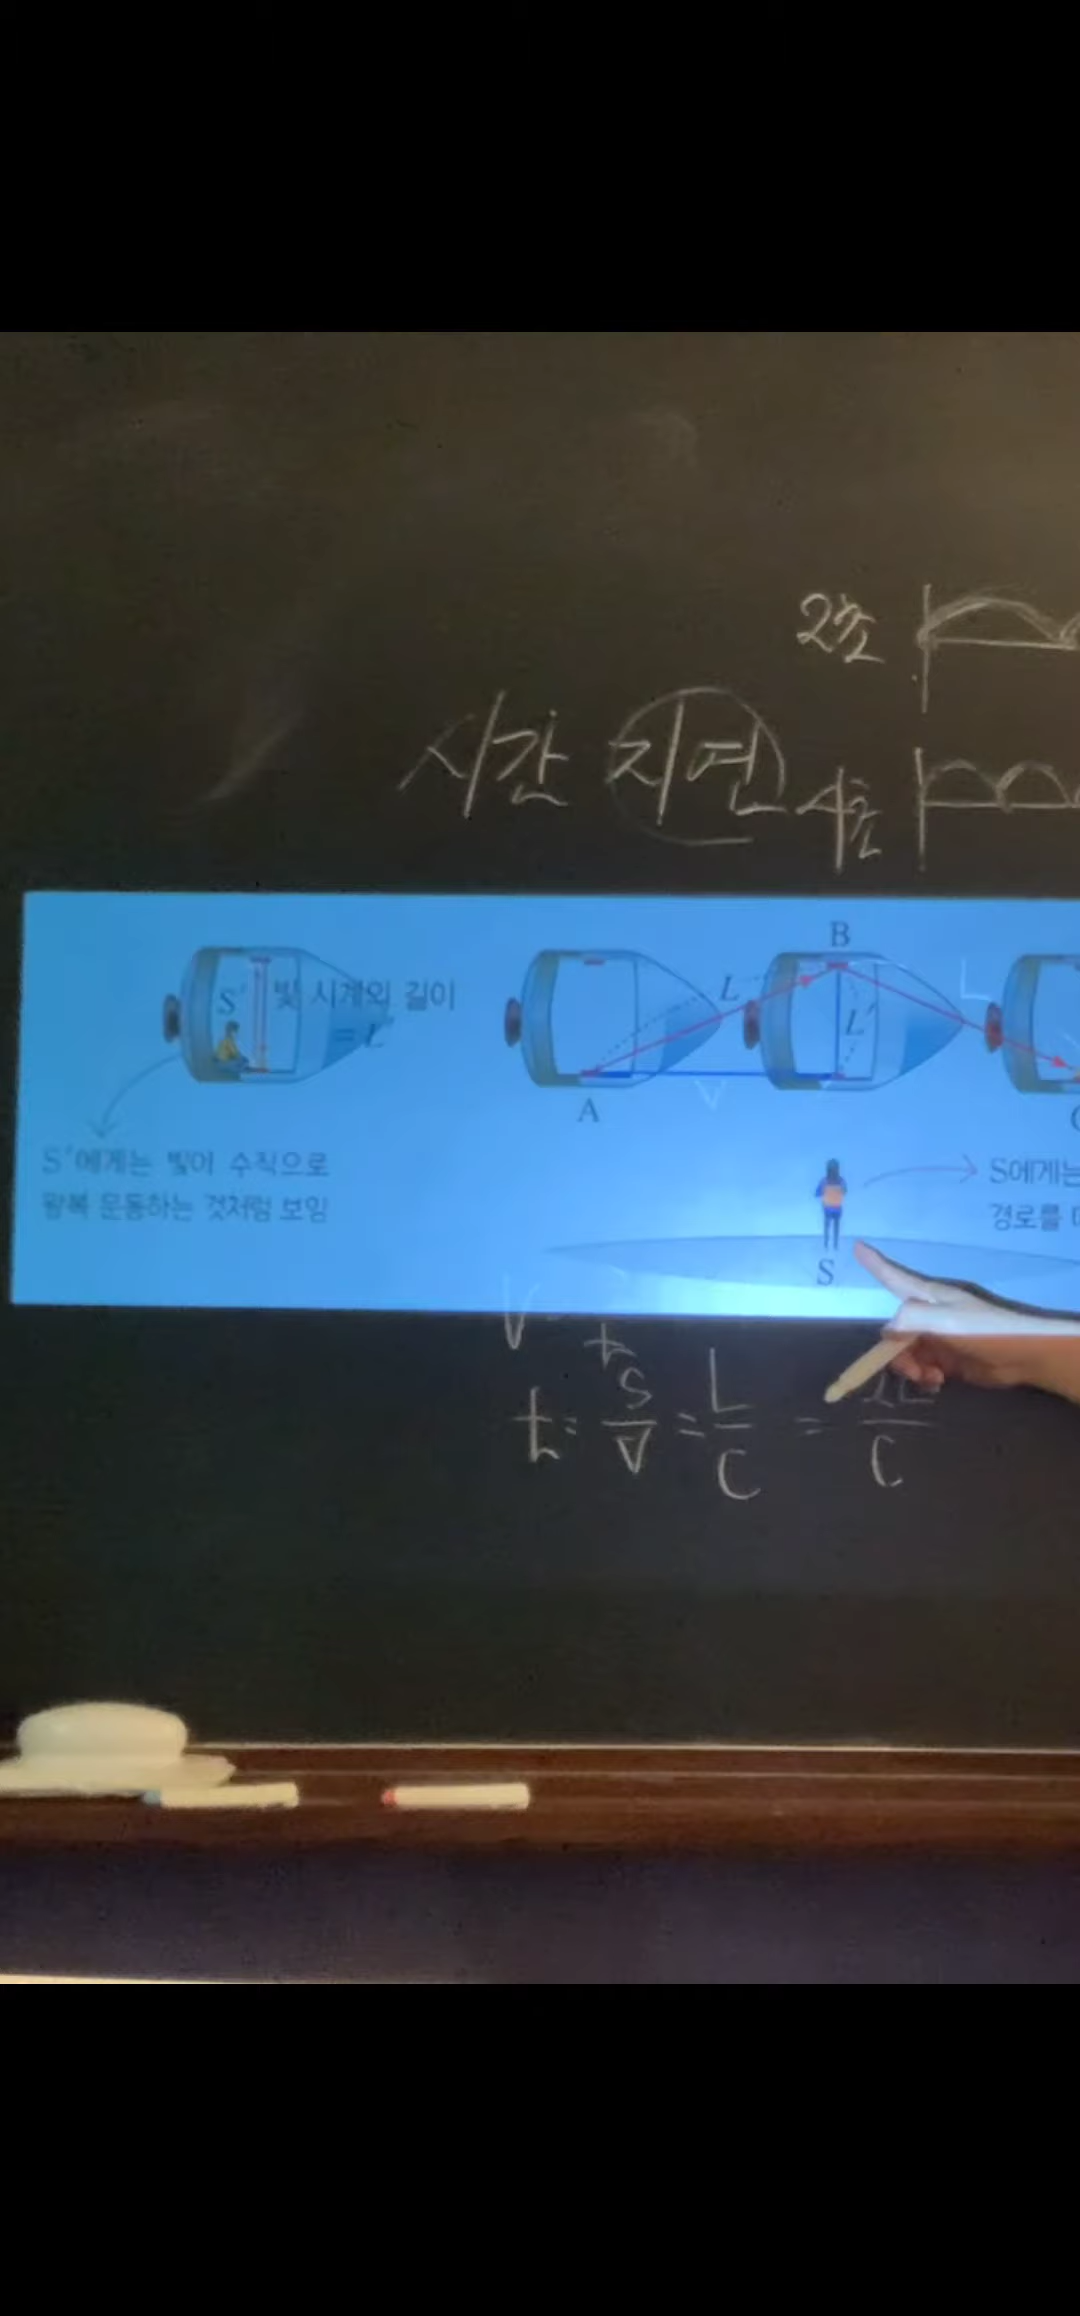 2초
시간 지연 4초
B
S' 빛 시계의 길이
= L'
L
L
L'
A
V
S'에게는 빛이 수직으로
왕복 운동하는 것처럼 보임
S에게는
경로를
S
V = t
t = S/V = L/C = 2L/C